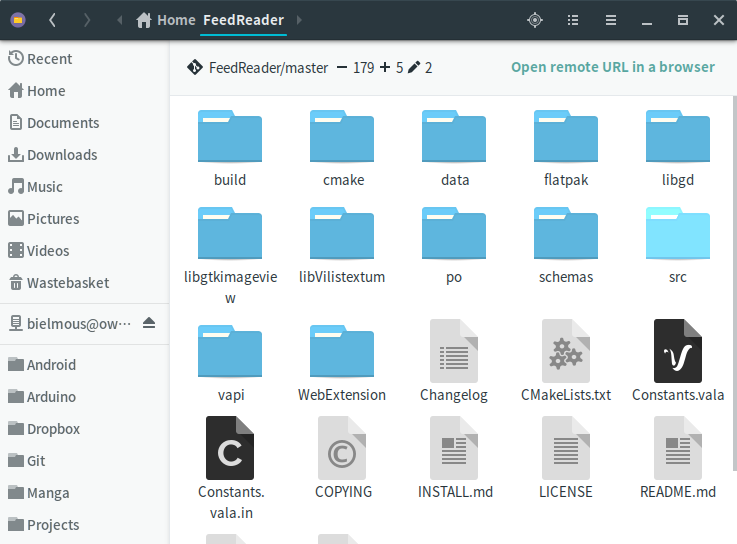 Home FeedReader
Recent
Home
Documents
Downloads
Music
Pictures
Videos
Wastebasket
bielmous@ow···
Android
Arduino
Dropbox
Git
Manga
Projects
FeedReader/master − 179 + 5 2
Open remote URL in a browser
build cmake data flatpak libgd
libgtkimagevie
w
libVilistextum po schemas src
vapi WebExtension Changelog CMakeLists.txt Constants.vala
Constants.
vala.in
COPYING INSTALL.md LICENSE README.md